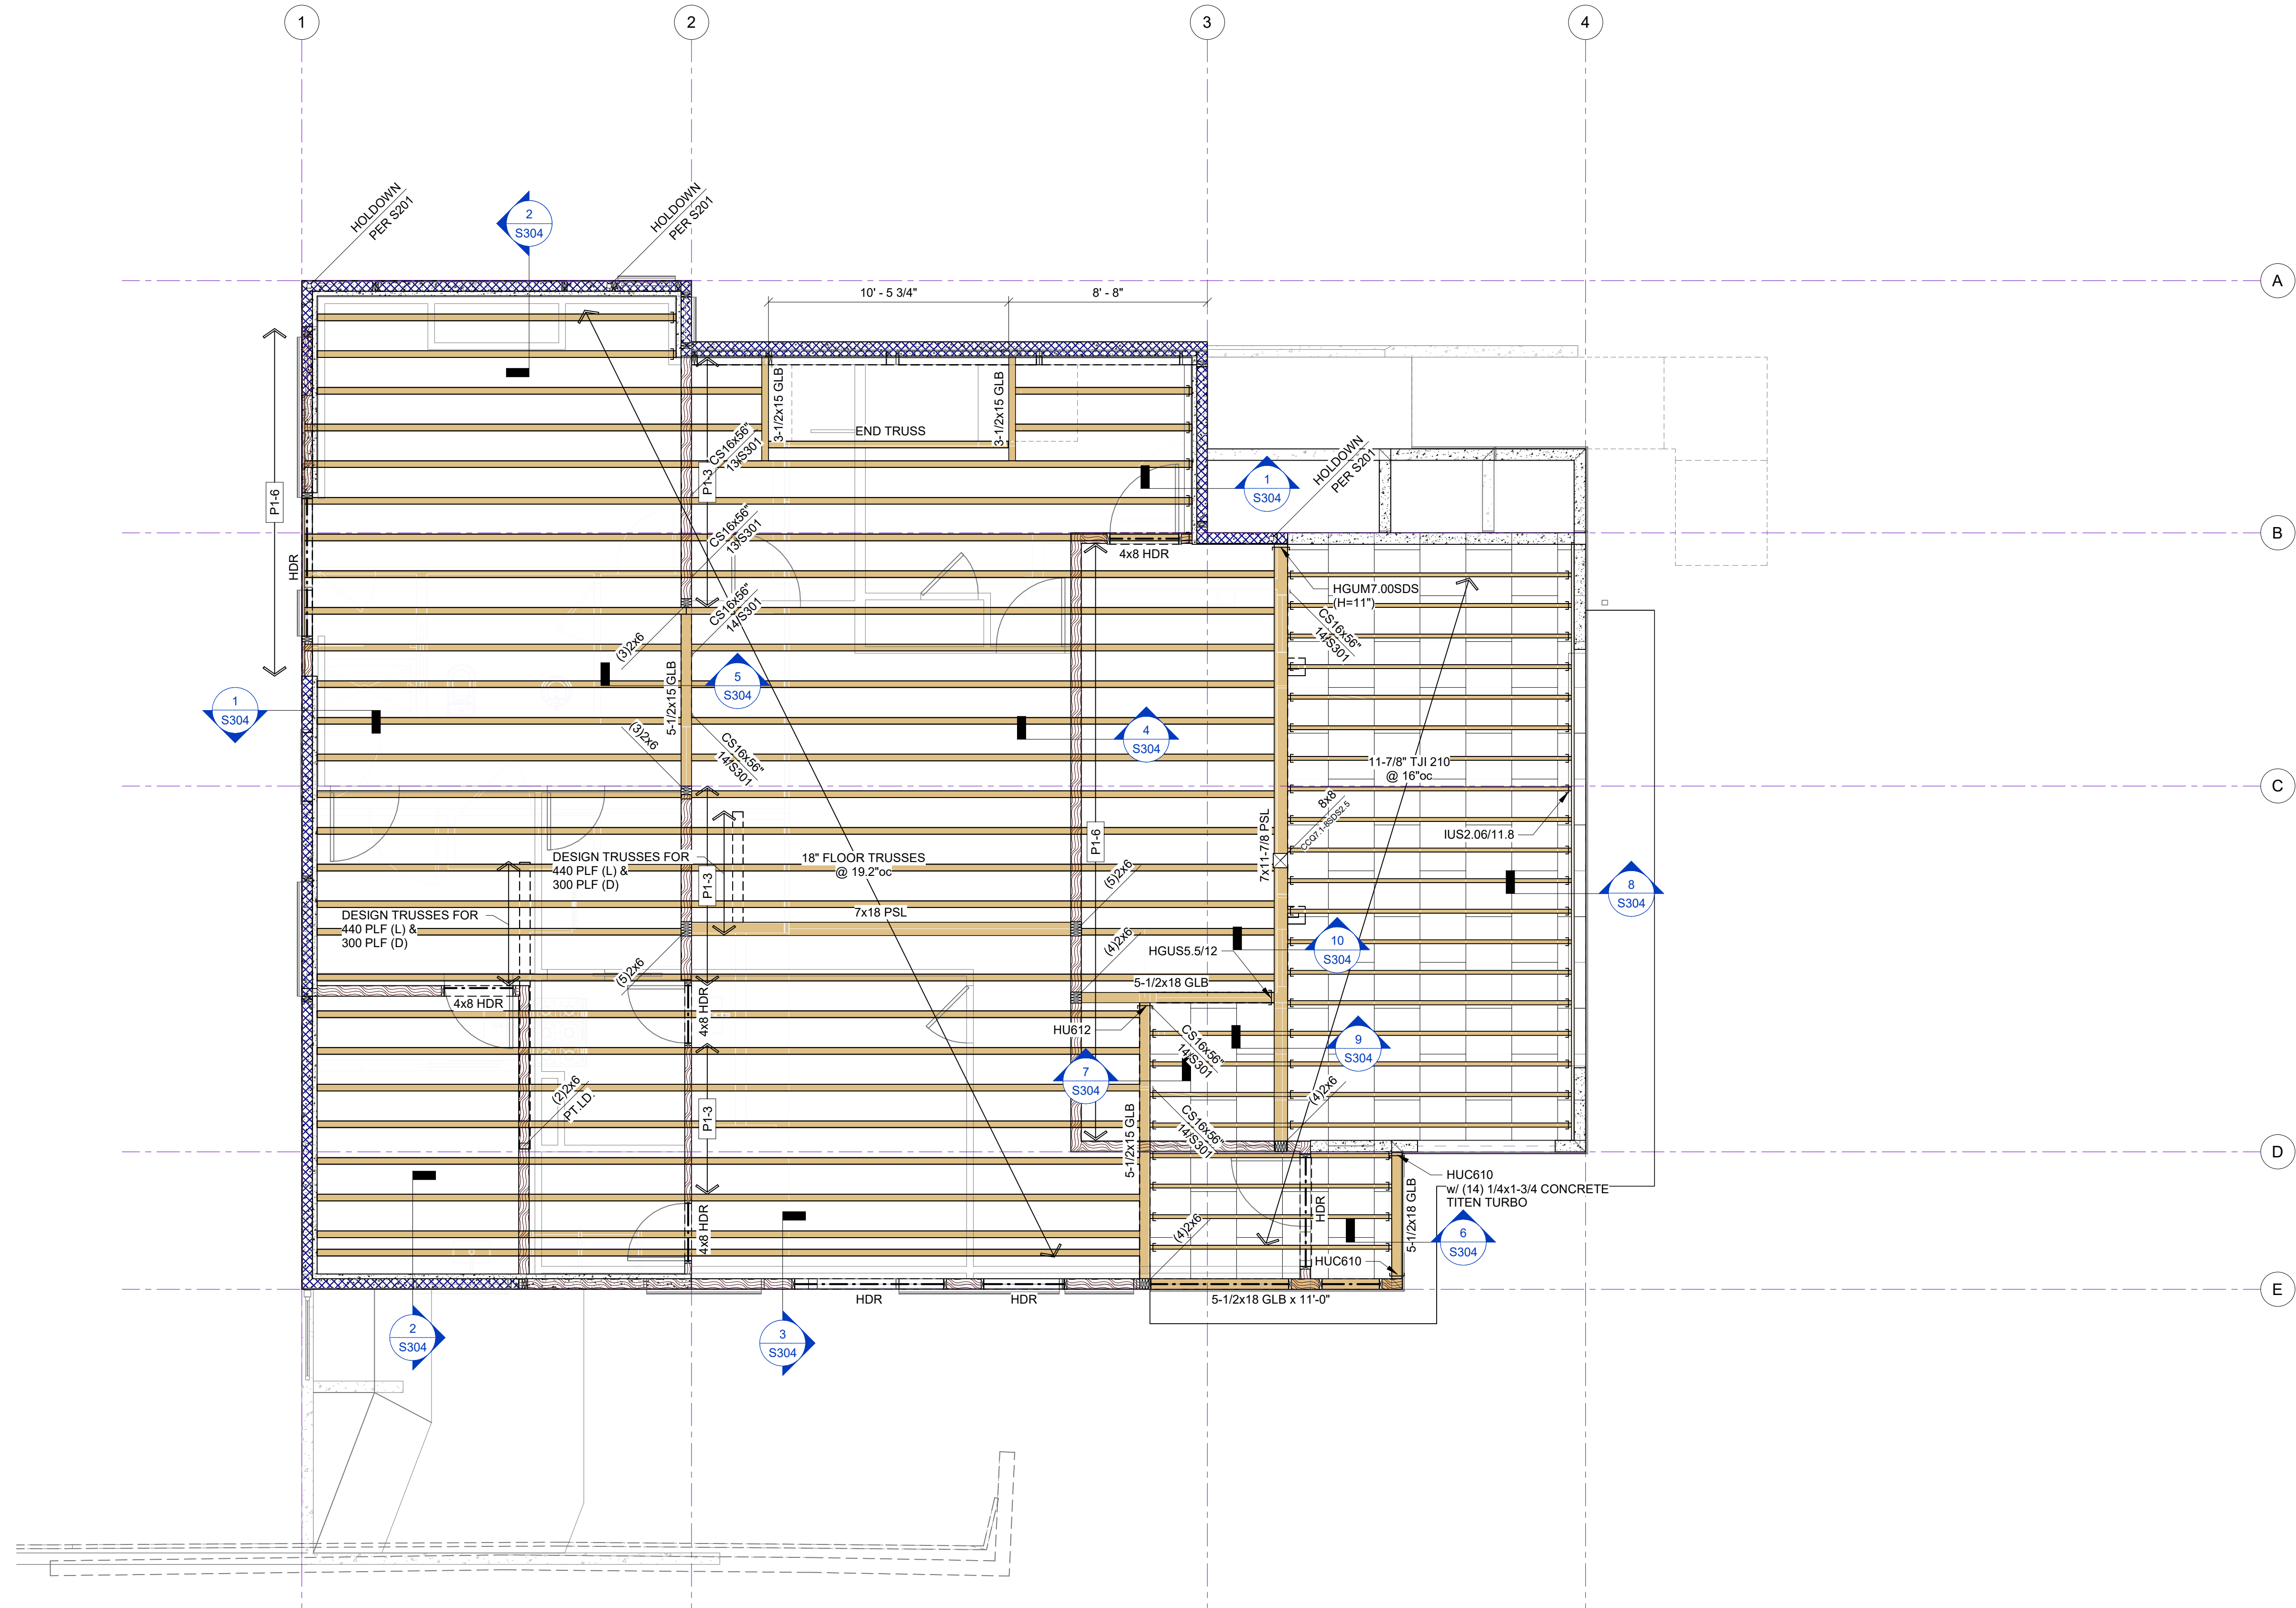 1
2
3
4
HOLDOWN
PER S201
HOLDOWN
PER S201
2
S304
A
10' - 5 3/4"
8' - 8"
3-1/2x15 GLB
3-1/2x15 GLB
END TRUSS
CS16x56"
13/S301
P1-3
HOLDOWN
PER S201
1
S304
P1-6
CS16x56"
13/S301
B
HDR
4x8 HDR
HGUM7.00SDS
(H=11")
CS16x56"
14/S301
CS16x56"
14/S301
(3)2x6
5
S304
5-1/2x15 GLB
1
S304
(3)2x6
CS16x56"
14/S301
4
S304
11-7/8" TJI 210
@ 16"oc
C
8x8
CCQ7.1-8SDS2.5
IUS2.06/11.8
7x11-7/8 PSL
P1-6
DESIGN TRUSSES FOR
440 PLF (L) &
300 PLF (D)
18" FLOOR TRUSSES
@ 19.2"oc
P1-3
(5)2x6
8
S304
DESIGN TRUSSES FOR
440 PLF (L) &
300 PLF (D)
7x18 PSL
(4)2x6
HGUS5.5/12
10
S304
(5)2x6
5-1/2x18 GLB
4x8 HDR
4x8 HDR
HU612
CS16x56"
14/S301
9
S304
7
S304
(2)2x6
PT.LD.
P1-3
(4)2x6
5-1/2x15 GLB
CS16x56"
14/S301
D
HUC610
w/ (14) 1/4x1-3/4 CONCRETE
TITEN TURBO
5-1/2x18 GLB
HDR
4x8 HDR
(4)2x6
6
S304
HUC610
E
HDR
HDR
5-1/2x18 GLB x 11'-0"
2
S304
3
S304